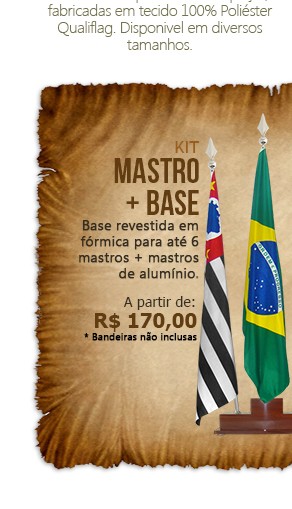 fabricadas em tecido 100% Poliéster
Qualiflag. Disponivel em diversos
tamanhos.
KIT
MASTRO
+ BASE
Base revestida em
fórmica para até 6
mastros + mastros
de alumínio.
A partir de:
R$ 170,00
* Bandeiras não inclusas